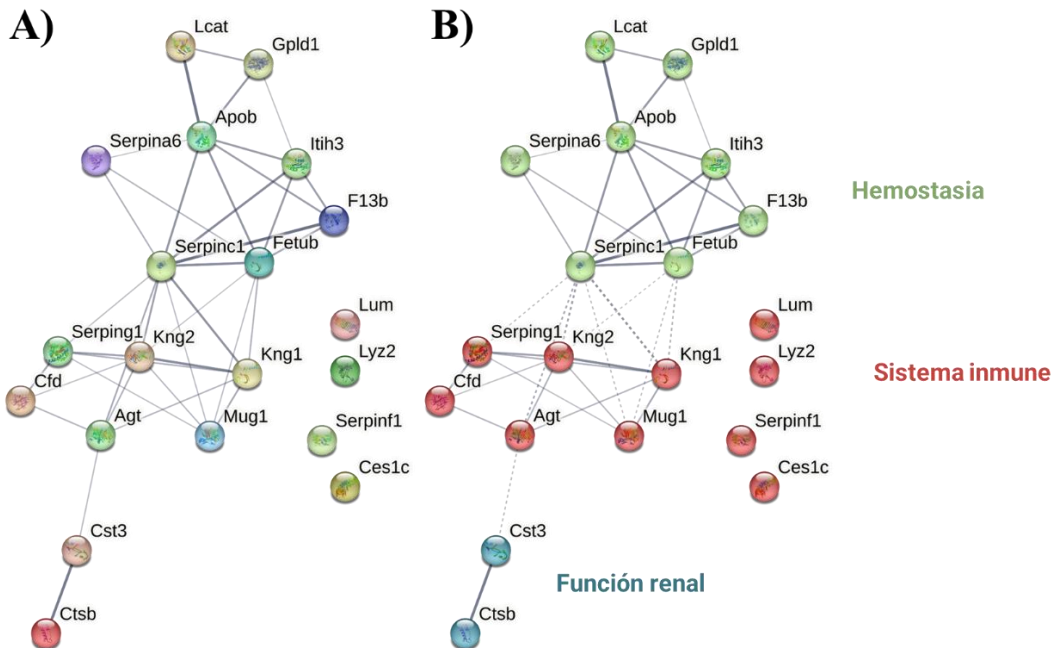 A)
Lcat
Gpld1
Apob
Serpina6
Itih3
F13b
Serpinc1
Fetub
Lum
Serping1
Kng2
Lyz2
Kng1
Cfd
Agt
Mug1
Serpinf1
Ces1c
Cst3
Ctsb
B)
Lcat
Gpld1
Apob
Serpina6
Itih3
Hemostasia
F13b
Serpinc1
Fetub
Lum
Serping1
Kng2
Lyz2
Kng1
Sistema inmune
Cfd
Agt
Mug1
Serpinf1
Ces1c
Cst3
Función renal
Ctsb